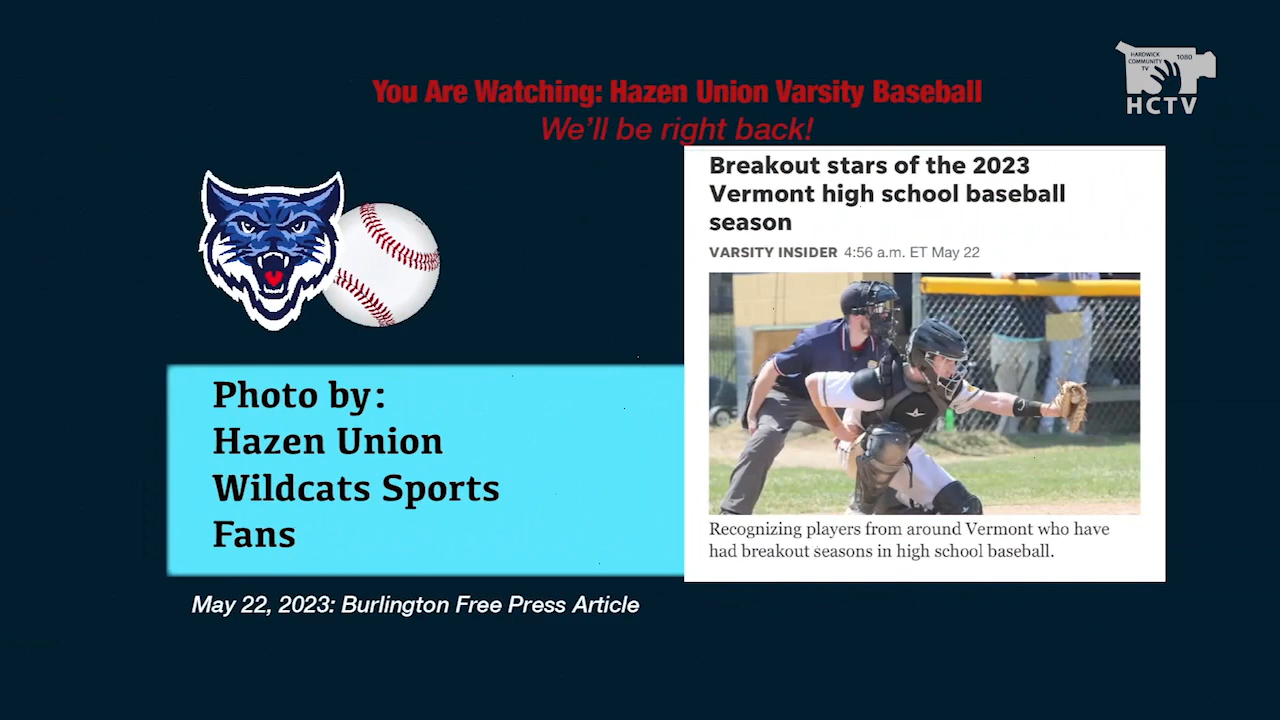 HARDWICK
COMMUNITY
TV
1080
HCTV
You Are Watching: Hazen Union Varsity Baseball
We'll be right back!
Breakout stars of the 2023
Vermont high school baseball
season
VARSITY INSIDER 4:56 a.m. ET May 22
Photo by:
Hazen Union
Wildcats Sports
Fans
Recognizing players from around Vermont who have
had breakout seasons in high school baseball.
May 22, 2023: Burlington Free Press Article